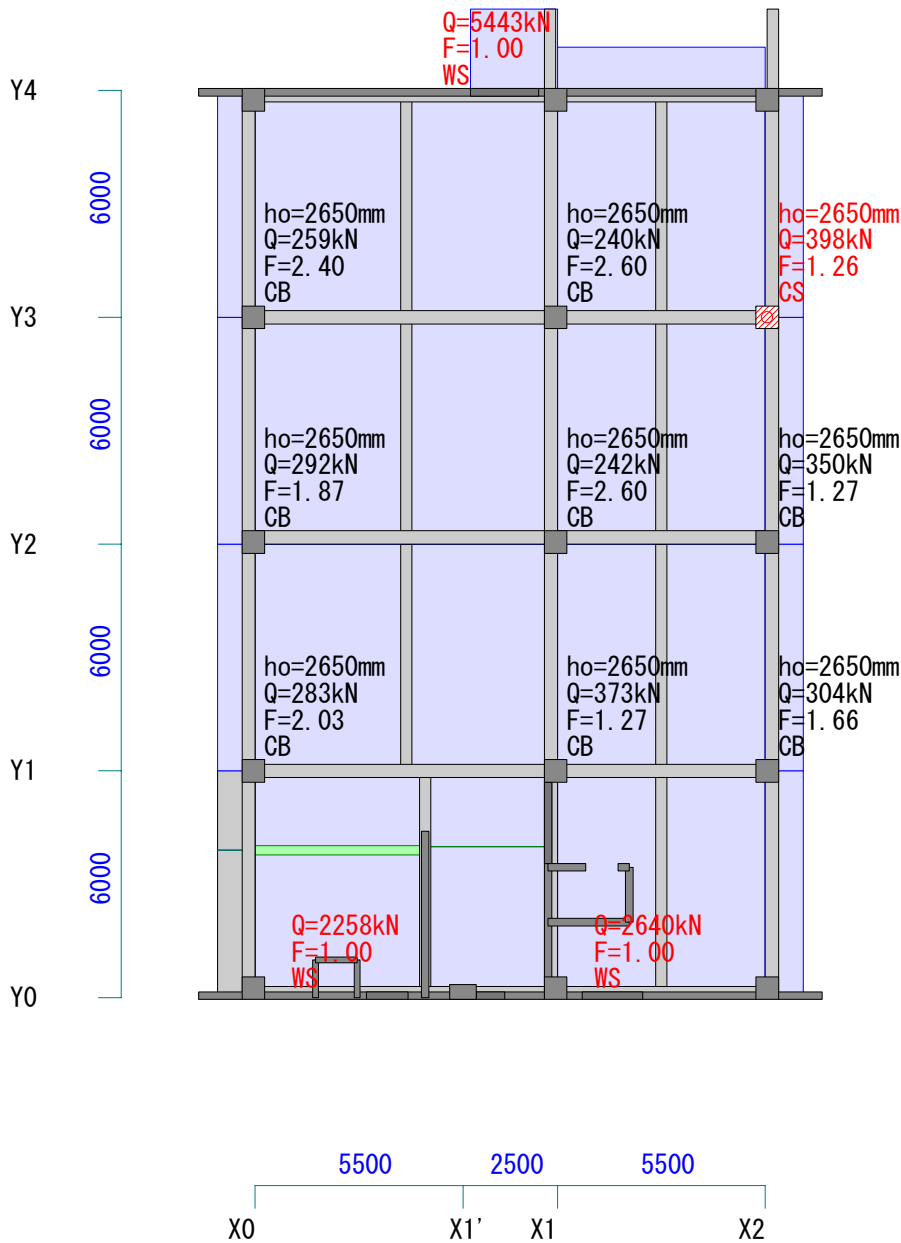 Q=5443kN
F=1.00
WS
Y4
6000
ho=2650mm
Q=259kN
F=2.40
CB
ho=2650mm
Q=240kN
F=2.60
CB
ho=2650mm
Q=398kN
F=1.26
CS
Y3
6000
ho=2650mm
Q=292kN
F=1.87
CB
ho=2650mm
Q=242kN
F=2.60
CB
ho=2650mm
Q=350kN
F=1.27
CB
Y2
6000
ho=2650mm
Q=283kN
F=2.03
CB
ho=2650mm
Q=373kN
F=1.27
CB
ho=2650mm
Q=304kN
F=1.66
CB
Y1
6000
Q=2258kN
F=1.00
WS
Q=2640kN
F=1.00
WS
Y0
5500
2500
5500
X0
X1'
X1
X2